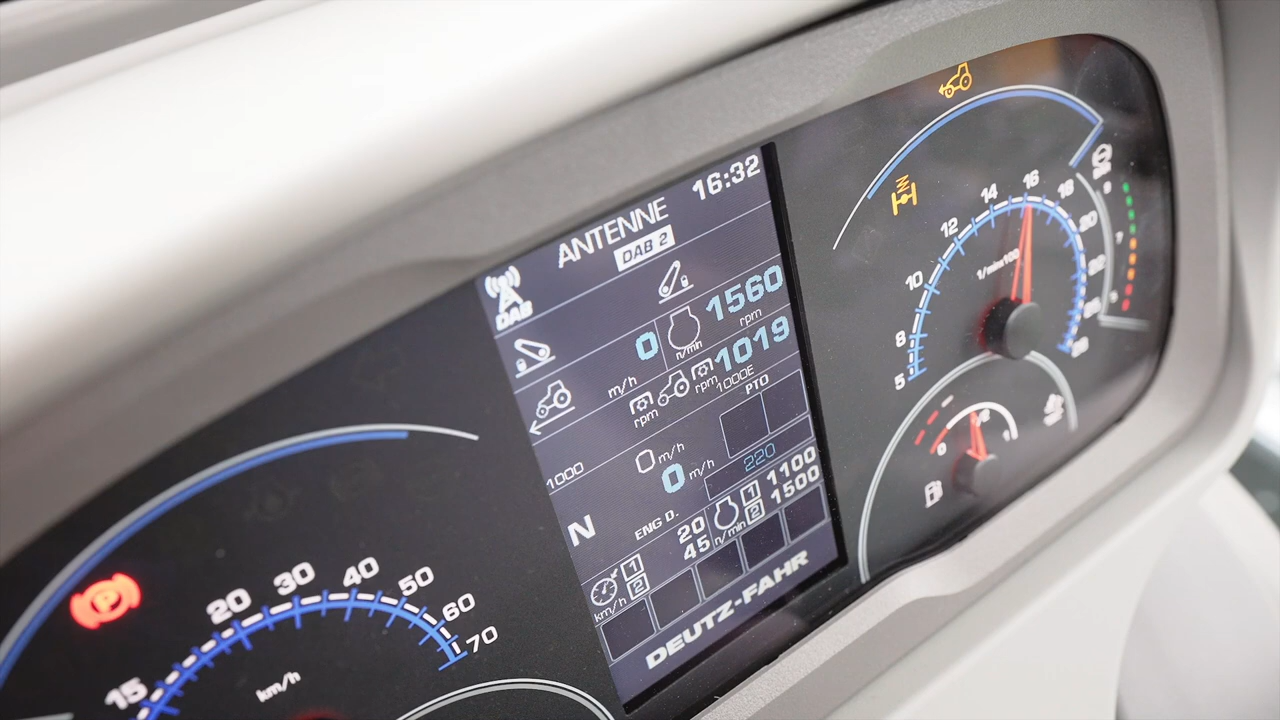 16:32
ANTENNE
DAB 2
DAB
1560
rpm
0
n/min
m/h
1019
rpm
1000E
rpm
PTO
1000
0 m/h
0 m/h
220
N
ENG D.
1 1100
2 1500
n/min
1 20
2 45
km/h
DEUTZ-FAHR
P
15
20
30
40
50
60
70
km/h
5
8
10
12
14
16
18
20
1/minx100
0